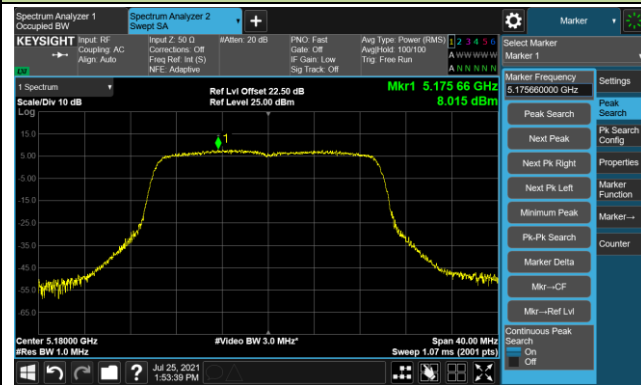 Spectrum Analyzer 1
Occupied BW
Spectrum Analyzer 2
Swept SA
Marker
KEYSIGHT
Input: RF
Coupling: AC
Align: Auto
Input Z: 50 Ω
Corrections: Off
Freq Ref: Int (S)
NFE: Adaptive
#Atten: 20 dB
PNO: Fast
Gate: Off
IF Gain: Low
Sig Track: Off
Avg Type: Power (RMS)
Avg|Hold: 100/100
Trig: Free Run
1 2 3 4 5 6
A W W W W W
A N N N N N
Select Marker
Marker 1
1 Spectrum
Scale/Div 10 dB
Log
Ref Lvl Offset 22.50 dB
Ref Level 25.00 dBm
Mkr1 5.175 66 GHz
8.015 dBm
15.0
5.00
-5.00
-15.0
-25.0
-35.0
-45.0
-55.0
-65.0
1
Center 5.18000 GHz
#Res BW 1.0 MHz
#Video BW 3.0 MHz*
Span 40.00 MHz
Sweep 1.07 ms (2001 pts)
Marker Frequency
5.175660000 GHz
Peak Search
Next Peak
Next Pk Right
Next Pk Left
Minimum Peak
Pk-Pk Search
Marker Delta
Mkr→CF
Mkr→Ref Lvl
Continuous Peak
Search
On
Off
Settings
Peak
Search
Pk Search
Config
Properties
Marker
Function
Marker→
Counter
Jul 25, 2021
1:53:39 PM